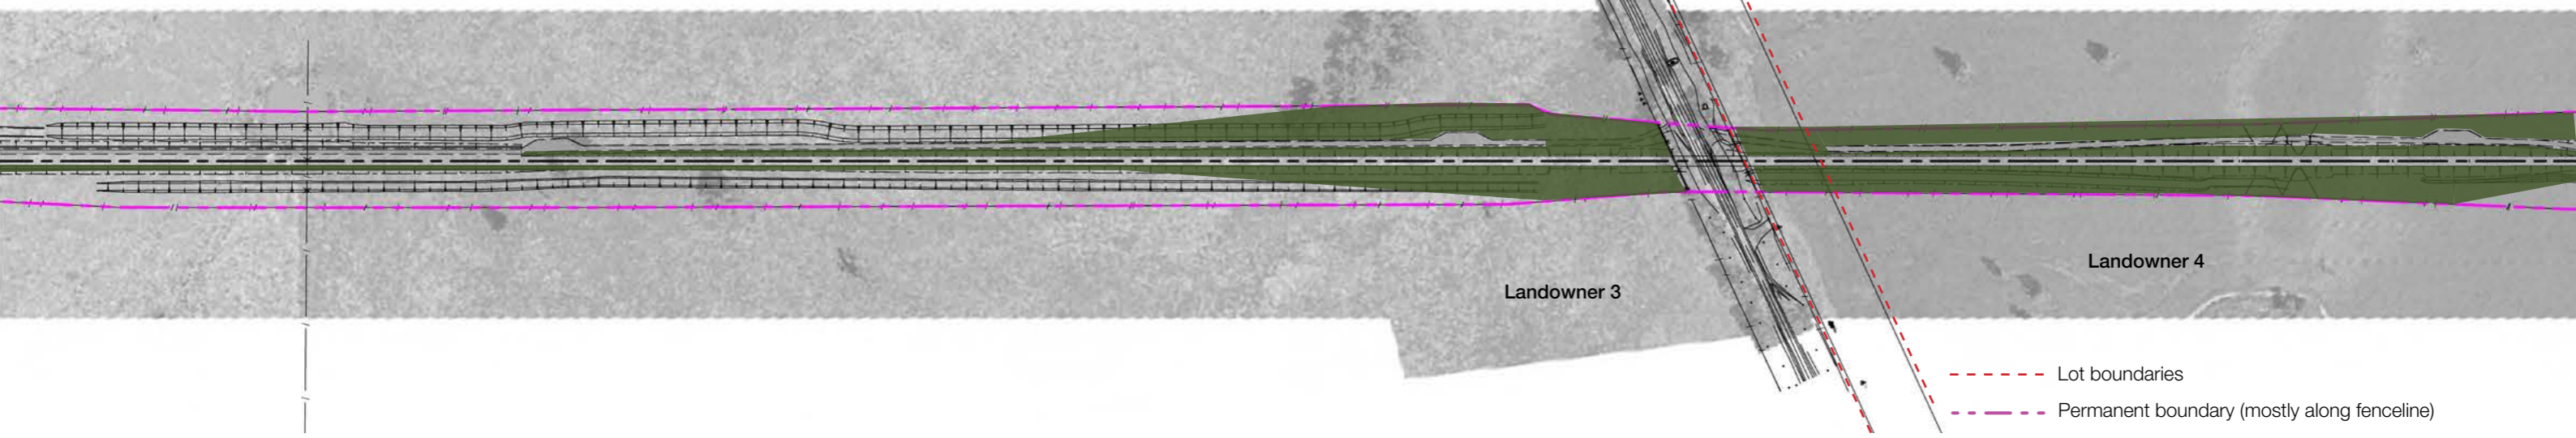 Landowner 4
Landowner 3
Lot boundaries
Permanent boundary (mostly along fenceline)